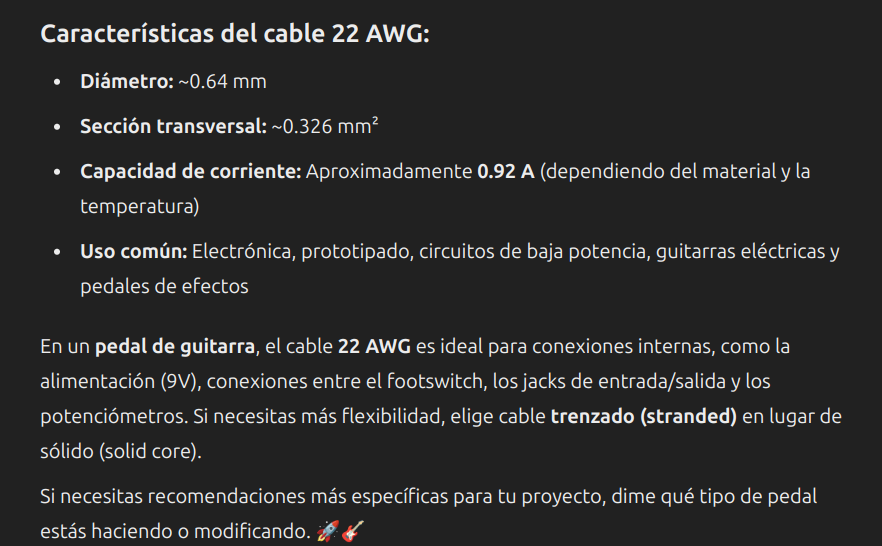 Características del cable 22 AWG:
• Diámetro: ~0.64 mm
• Sección transversal: ~0.326 mm²
• Capacidad de corriente: Aproximadamente 0.92 A (dependiendo del material y la
temperatura)
• Uso común: Electrónica, prototipado, circuitos de baja potencia, guitarras eléctricas y
pedales de efectos
En un pedal de guitarra, el cable 22 AWG es ideal para conexiones internas, como la
alimentación (9V), conexiones entre el footswitch, los jacks de entrada/salida y los
potenciómetros. Si necesitas más flexibilidad, elige cable trenzado (stranded) en lugar de
sólido (solid core).
Si necesitas recomendaciones más específicas para tu proyecto, dime qué tipo de pedal
estás haciendo o modificando. 🚀🎸